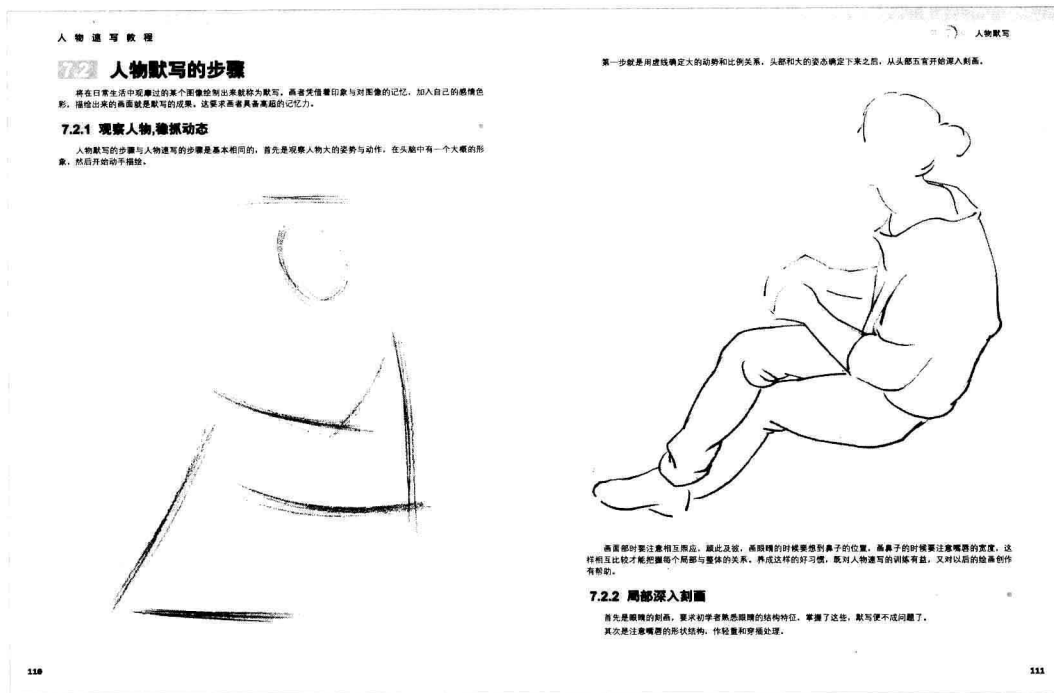 人物速写教程
7.2 人物默写的步骤
将在日常生活中观摩过的某个图像绘制出来就称为默写。画者凭借着印象与对图像的记忆，加入自己的感情色
彩，描绘出来的画面就是默写的成果。这要求画者具备高超的记忆力。
7.2.1 观察人物,稳抓动态
人物默写的步骤与人物速写的步骤是基本相同的，首先是观察人物大的姿势与动作，在头脑中有一个大概的形
象，然后开始动手描绘。
110
人物默写
第一步就是用虚线确定大的动势和比例关系，头部和大的姿态确定下来之后，从头部五官开始深入刻画。
画面部时要注意相互照应，顾此及彼，画眼睛的时候要想到鼻子的位置，画鼻子的时候要注意嘴唇的宽度，这
样相互比较才能把握每个局部与整体的关系。养成这样的好习惯，既对人物速写的训练有益，又对以后的绘画创作
有帮助。
7.2.2 局部深入刻画
首先是眼睛的刻画，要求初学者熟悉眼睛的结构特征，掌握了这些，默写便不成问题了。
其次是注意嘴唇的形状结构，作轻重和穿插处理。
111